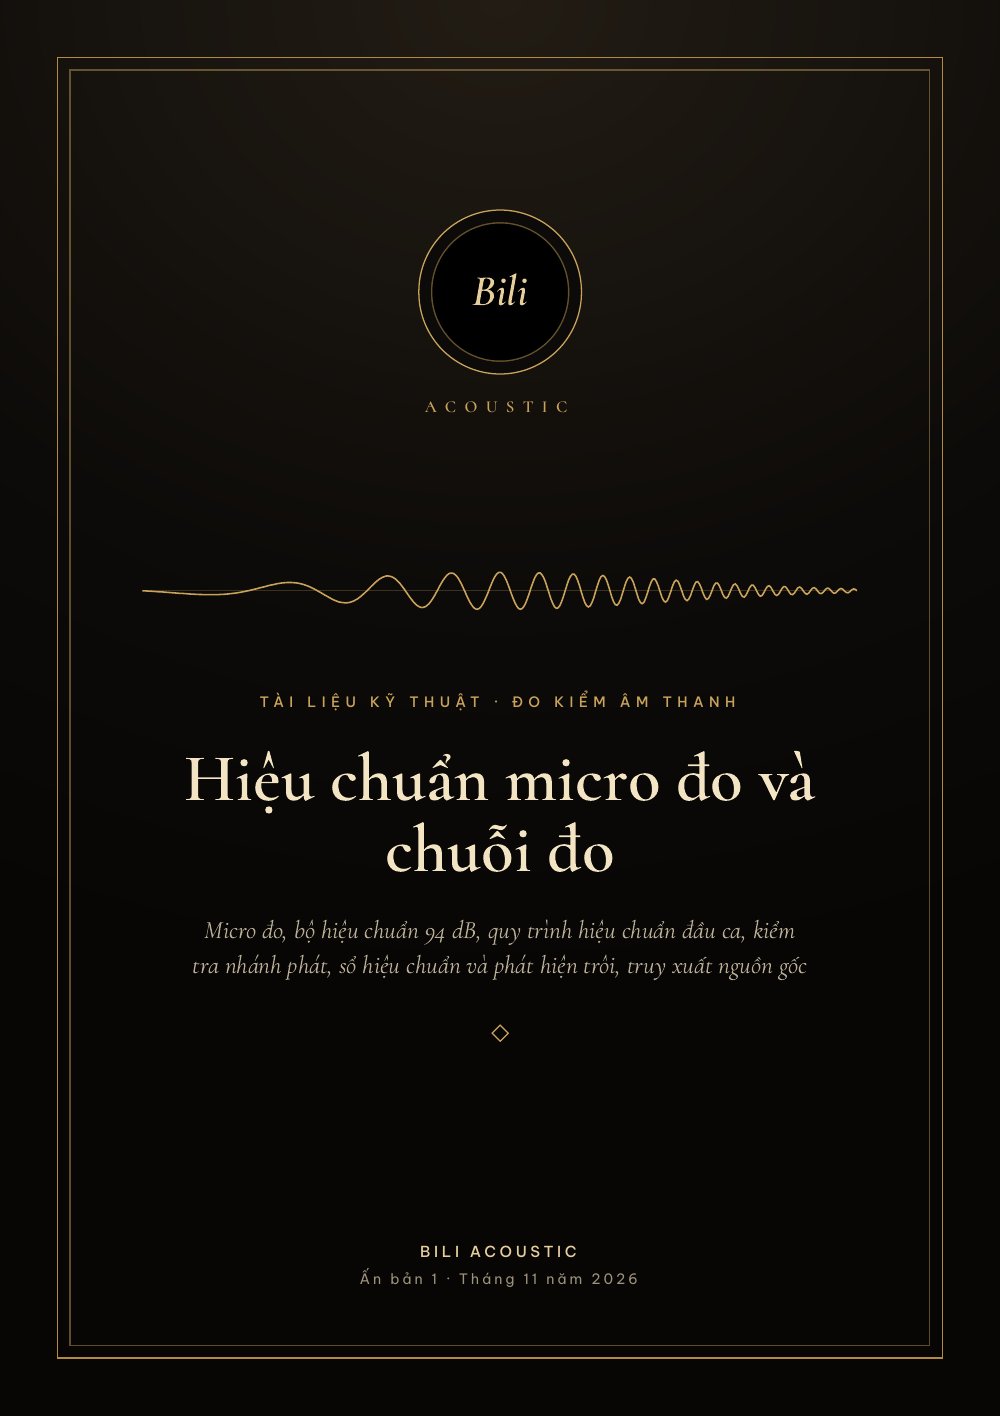 Bili
ACOUSTIC
TÀI LIỆU KỸ THUẬT · ĐO KIỂM ÂM THANH
Hiệu chuẩn micro đo và
chuỗi đo
Micro đo, bộ hiệu chuẩn 94 dB, quy trình hiệu chuẩn đầu ca, kiểm
tra nhánh phát, sổ hiệu chuẩn và phát hiện trôi, truy xuất nguồn gốc
BILI ACOUSTIC
Ấn bản 1 · Tháng 11 năm 2026